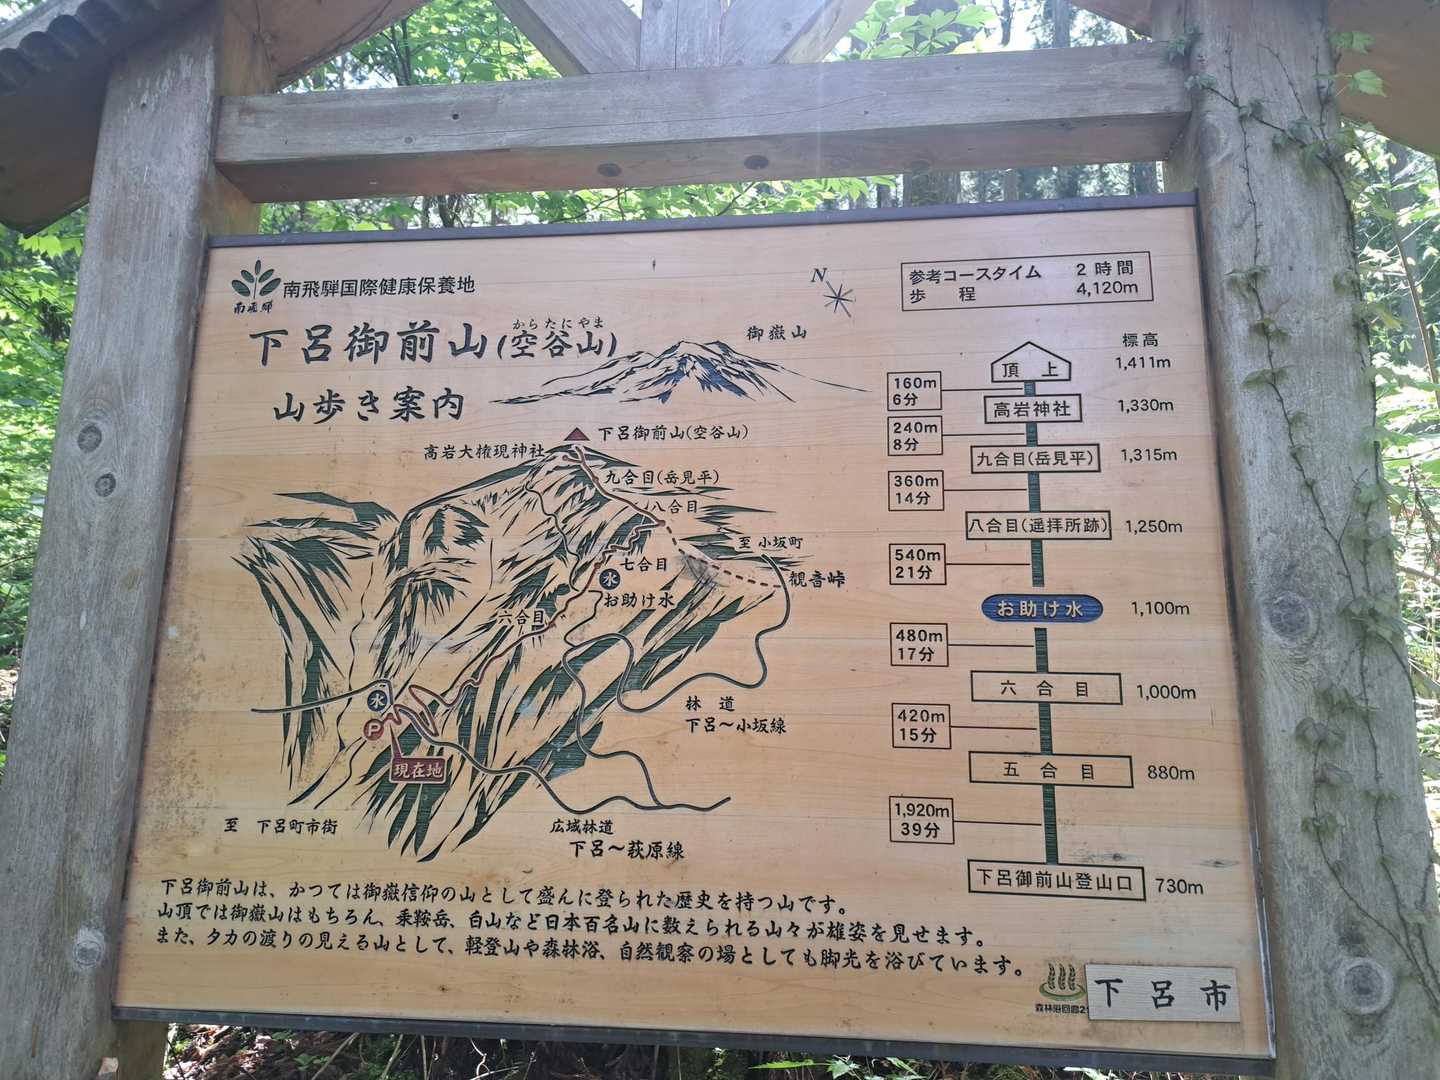 南飛騨国際健康保養地
南飛騨
下呂御前山(空谷山)
からたにやま
山歩き案内
N
御嶽山
参考コースタイム 2時間
歩 程 4,120m
標高
頂 上 1,411m
160m
6分
高岩神社 1,330m
240m
8分
九合目(岳見平) 1,315m
360m
14分
八合目(遥拝所跡) 1,250m
540m
21分
お助け水 1,100m
480m
17分
六 合 目 1,000m
420m
15分
五 合 目 880m
1,920m
39分
下呂御前山登山口 730m
下呂御前山(空谷山)
高岩大権現神社
九合目(岳見平)
八合目
至 小坂町
七合目
観音峠
水
お助け水
六合目
水
P
現在地
林 道
下呂〜小坂線
至 下呂町市街
広域林道
下呂〜萩原線
下呂御前山は、かつては御嶽信仰の山として盛んに登られた歴史を持つ山です。
山頂では御嶽山はもちろん、乗鞍岳、白山など日本百名山に数えられる山々が雄姿を見せます。
また、タカの渡りの見える山として、軽登山や森林浴、自然観察の場としても脚光を浴びています。
下呂市